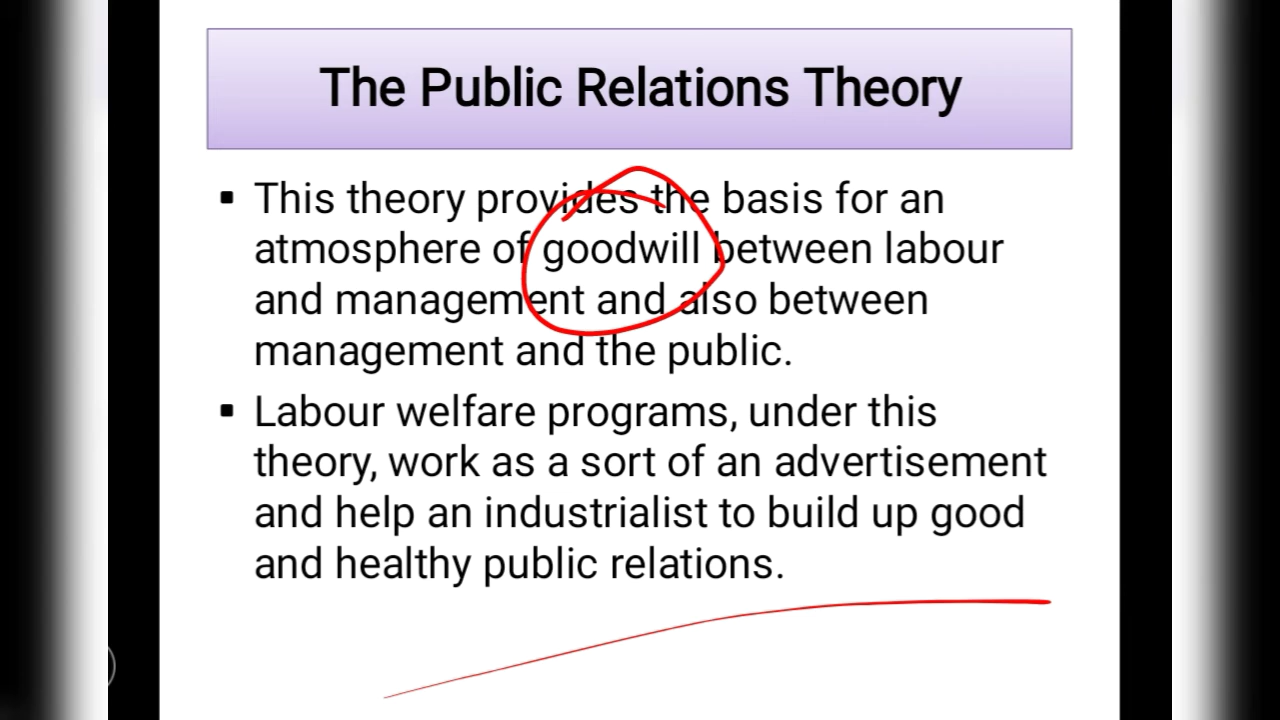 The Public Relations Theory
▪ This theory provides the basis for an
atmosphere of goodwill between labour
and management and also between
management and the public.
▪ Labour welfare programs, under this
theory, work as a sort of an advertisement
and help an industrialist to build up good
and healthy public relations.